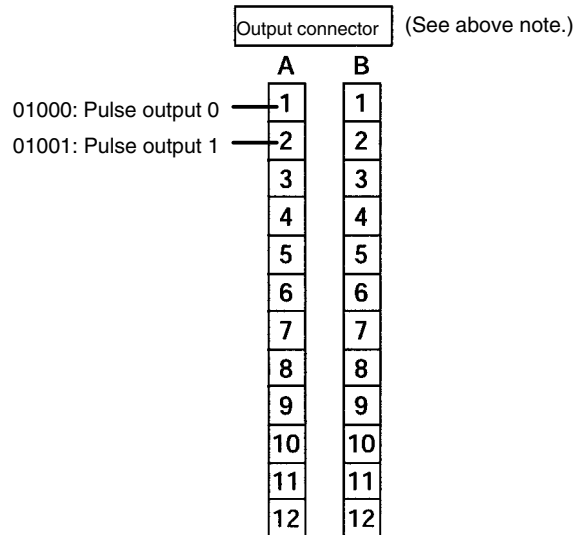 Output connector (See above note.)
A B
01000: Pulse output 0 1 1
01001: Pulse output 1 2 2
3 3
4 4
5 5
6 6
7 7
8 8
9 9
10 10
11 11
12 12